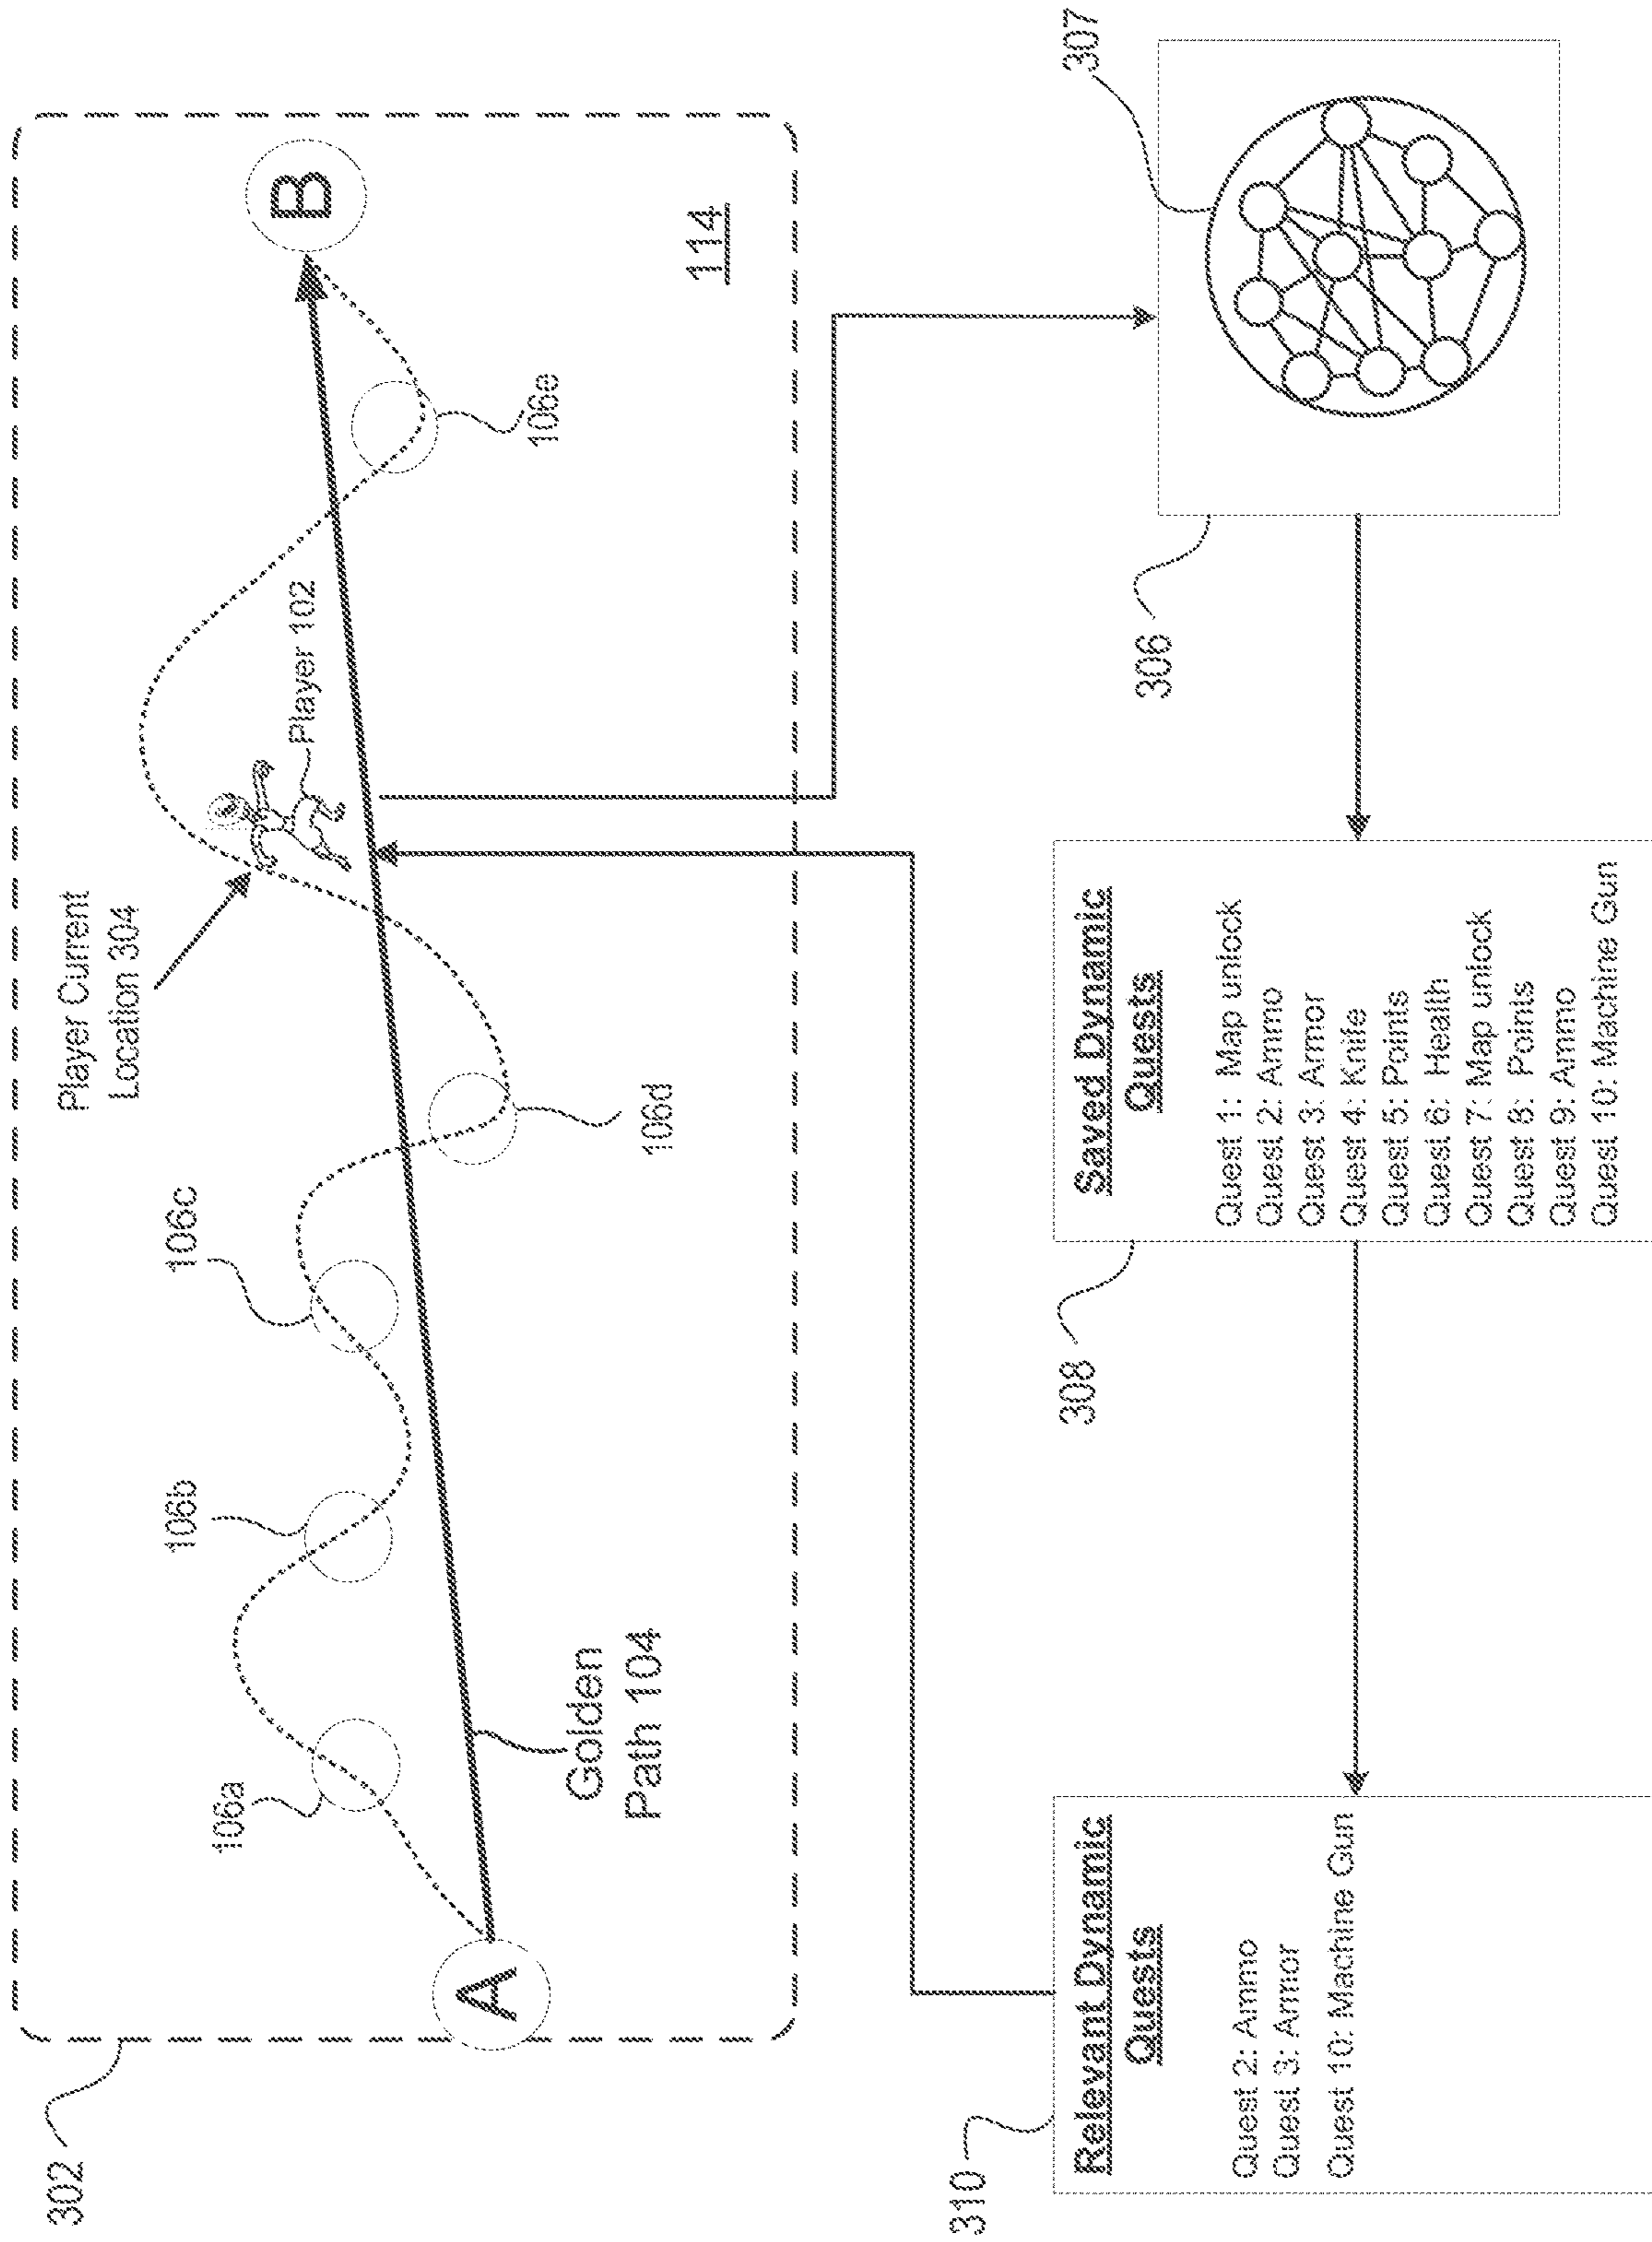 302
Player Current
Location 304
106a
106b
106c
106d
106e
Player 102
A
B
Golden
Path 104
114
310
Relevant Dynamic
Quests
Quest 2: Ammo
Quest 3: Armor
Quest 10: Machine Gun
308
Saved Dynamic
Quests
Quest 1: Map unlock
Quest 2: Ammo
Quest 3: Armor
Quest 4: Knife
Quest 5: Points
Quest 6: Health
Quest 7: Map unlock
Quest 8: Points
Quest 9: Ammo
Quest 10: Machine Gun
306
307